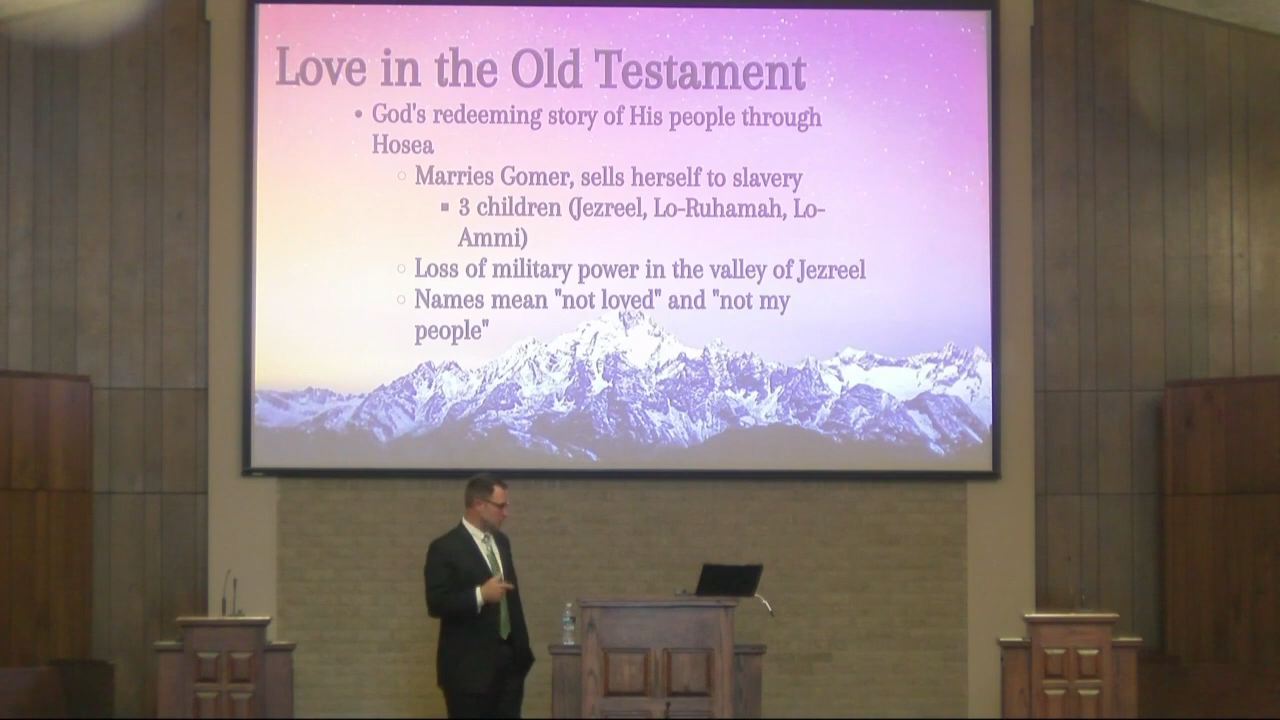 Love in the Old Testament
• God's redeeming story of His people through
Hosea
○ Marries Gomer, sells herself to slavery
▪ 3 children (Jezreel, Lo-Ruhamah, Lo-
Ammi)
○ Loss of military power in the valley of Jezreel
○ Names mean "not loved" and "not my
people"